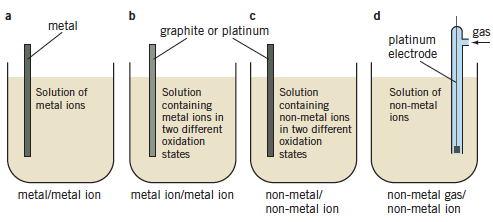 a
metal
Solution of
metal ions
metal/metal ion
b
graphite or platinum
Solution
containing
metal ions in
two different
oxidation
states
metal ion/metal ion
c
Solution
containing
non-metal ions
in two different
oxidation
states
non-metal/
non-metal ion
d
gas
platinum
electrode
Solution of
non-metal
ions
non-metal gas/
non-metal ion